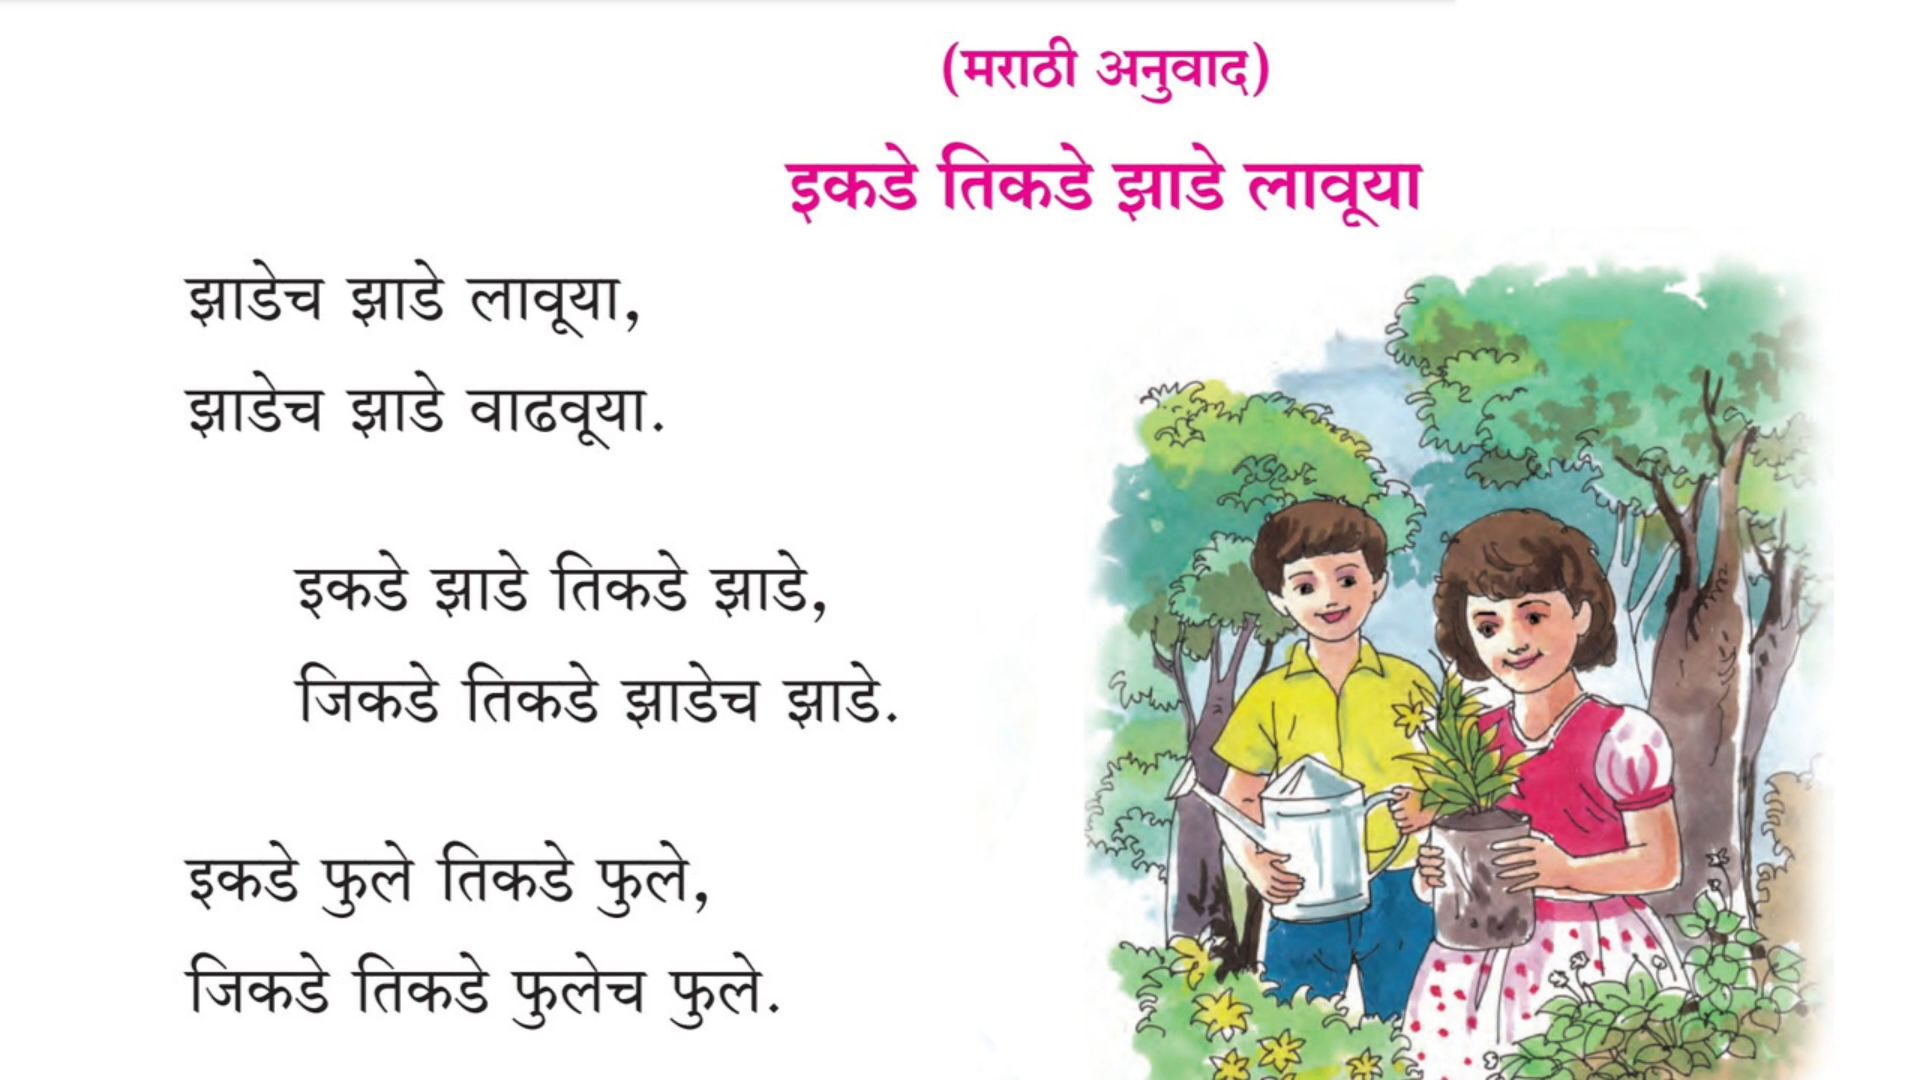 (मराठी अनुवाद)
इकडे तिकडे झाडे लावूया
झाडेच झाडे लावूया,
झाडेच झाडे वाढवूया.
इकडे झाडे तिकडे झाडे,
जिकडे तिकडे झाडेच झाडे.
इकडे फुले तिकडे फुले,
जिकडे तिकडे फुलेच फुले.